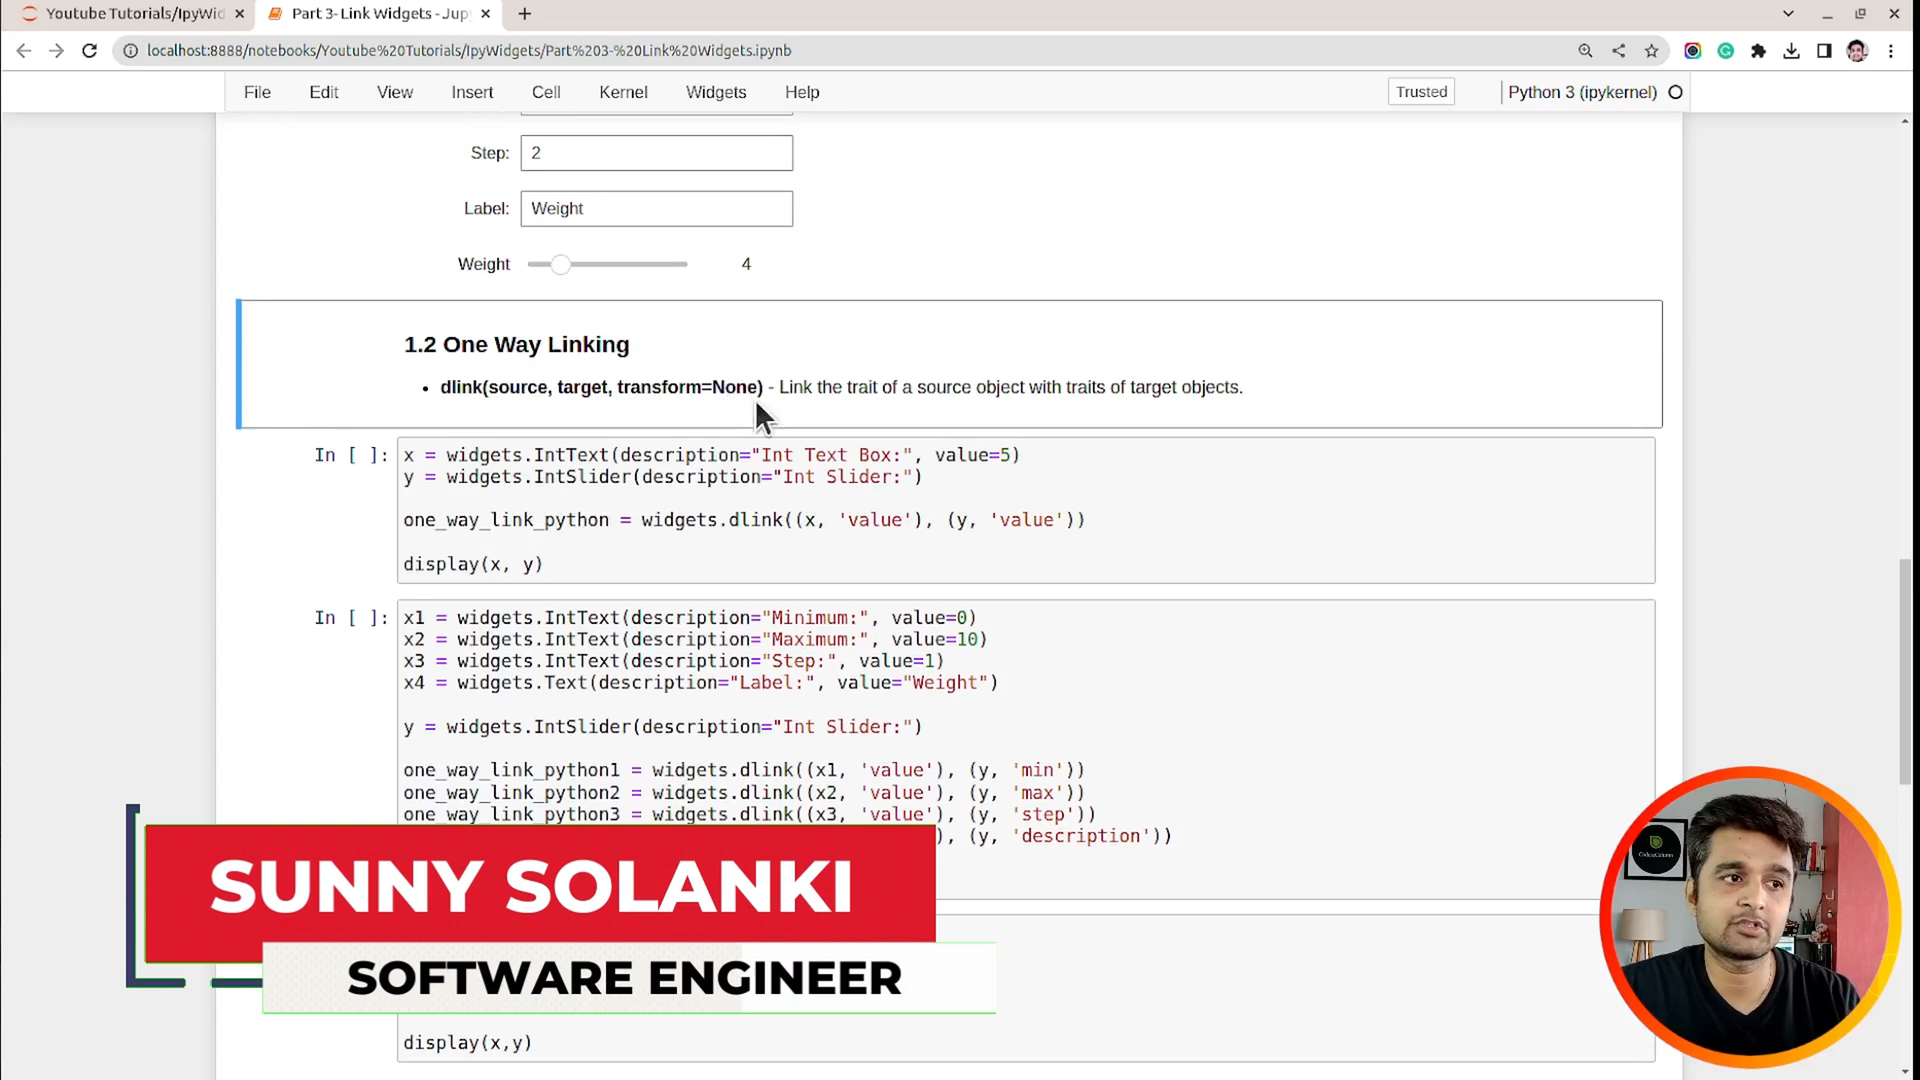 Youtube Tutorials/IpyWid
Part 3- Link Widgets - Jup
localhost:8888/notebooks/Youtube%20Tutorials/IpyWidgets/Part%203-%20Link%20Widgets.ipynb
File Edit View Insert Cell Kernel Widgets Help Trusted Python 3 (ipykernel)
Step: 2
Label: Weight
Weight 4
1.2 One Way Linking
• dlink(source, target, transform=None) - Link the trait of a source object with traits of target objects.
In [ ]: x = widgets.IntText(description="Int Text Box:", value=5)
y = widgets.IntSlider(description="Int Slider:")
one_way_link_python = widgets.dlink((x, 'value'), (y, 'value'))
display(x, y)
In [ ]: x1 = widgets.IntText(description="Minimum:", value=0)
x2 = widgets.IntText(description="Maximum:", value=10)
x3 = widgets.IntText(description="Step:", value=1)
x4 = widgets.Text(description="Label:", value="Weight")
y = widgets.IntSlider(description="Int Slider:")
one_way_link_python1 = widgets.dlink((x1, 'value'), (y, 'min'))
one_way_link_python2 = widgets.dlink((x2, 'value'), (y, 'max'))
one_way_link_python3 = widgets.dlink((x3, 'value'), (y, 'step'))
), (y, 'description'))
SUNNY SOLANKI
SOFTWARE ENGINEER
display(x,y)